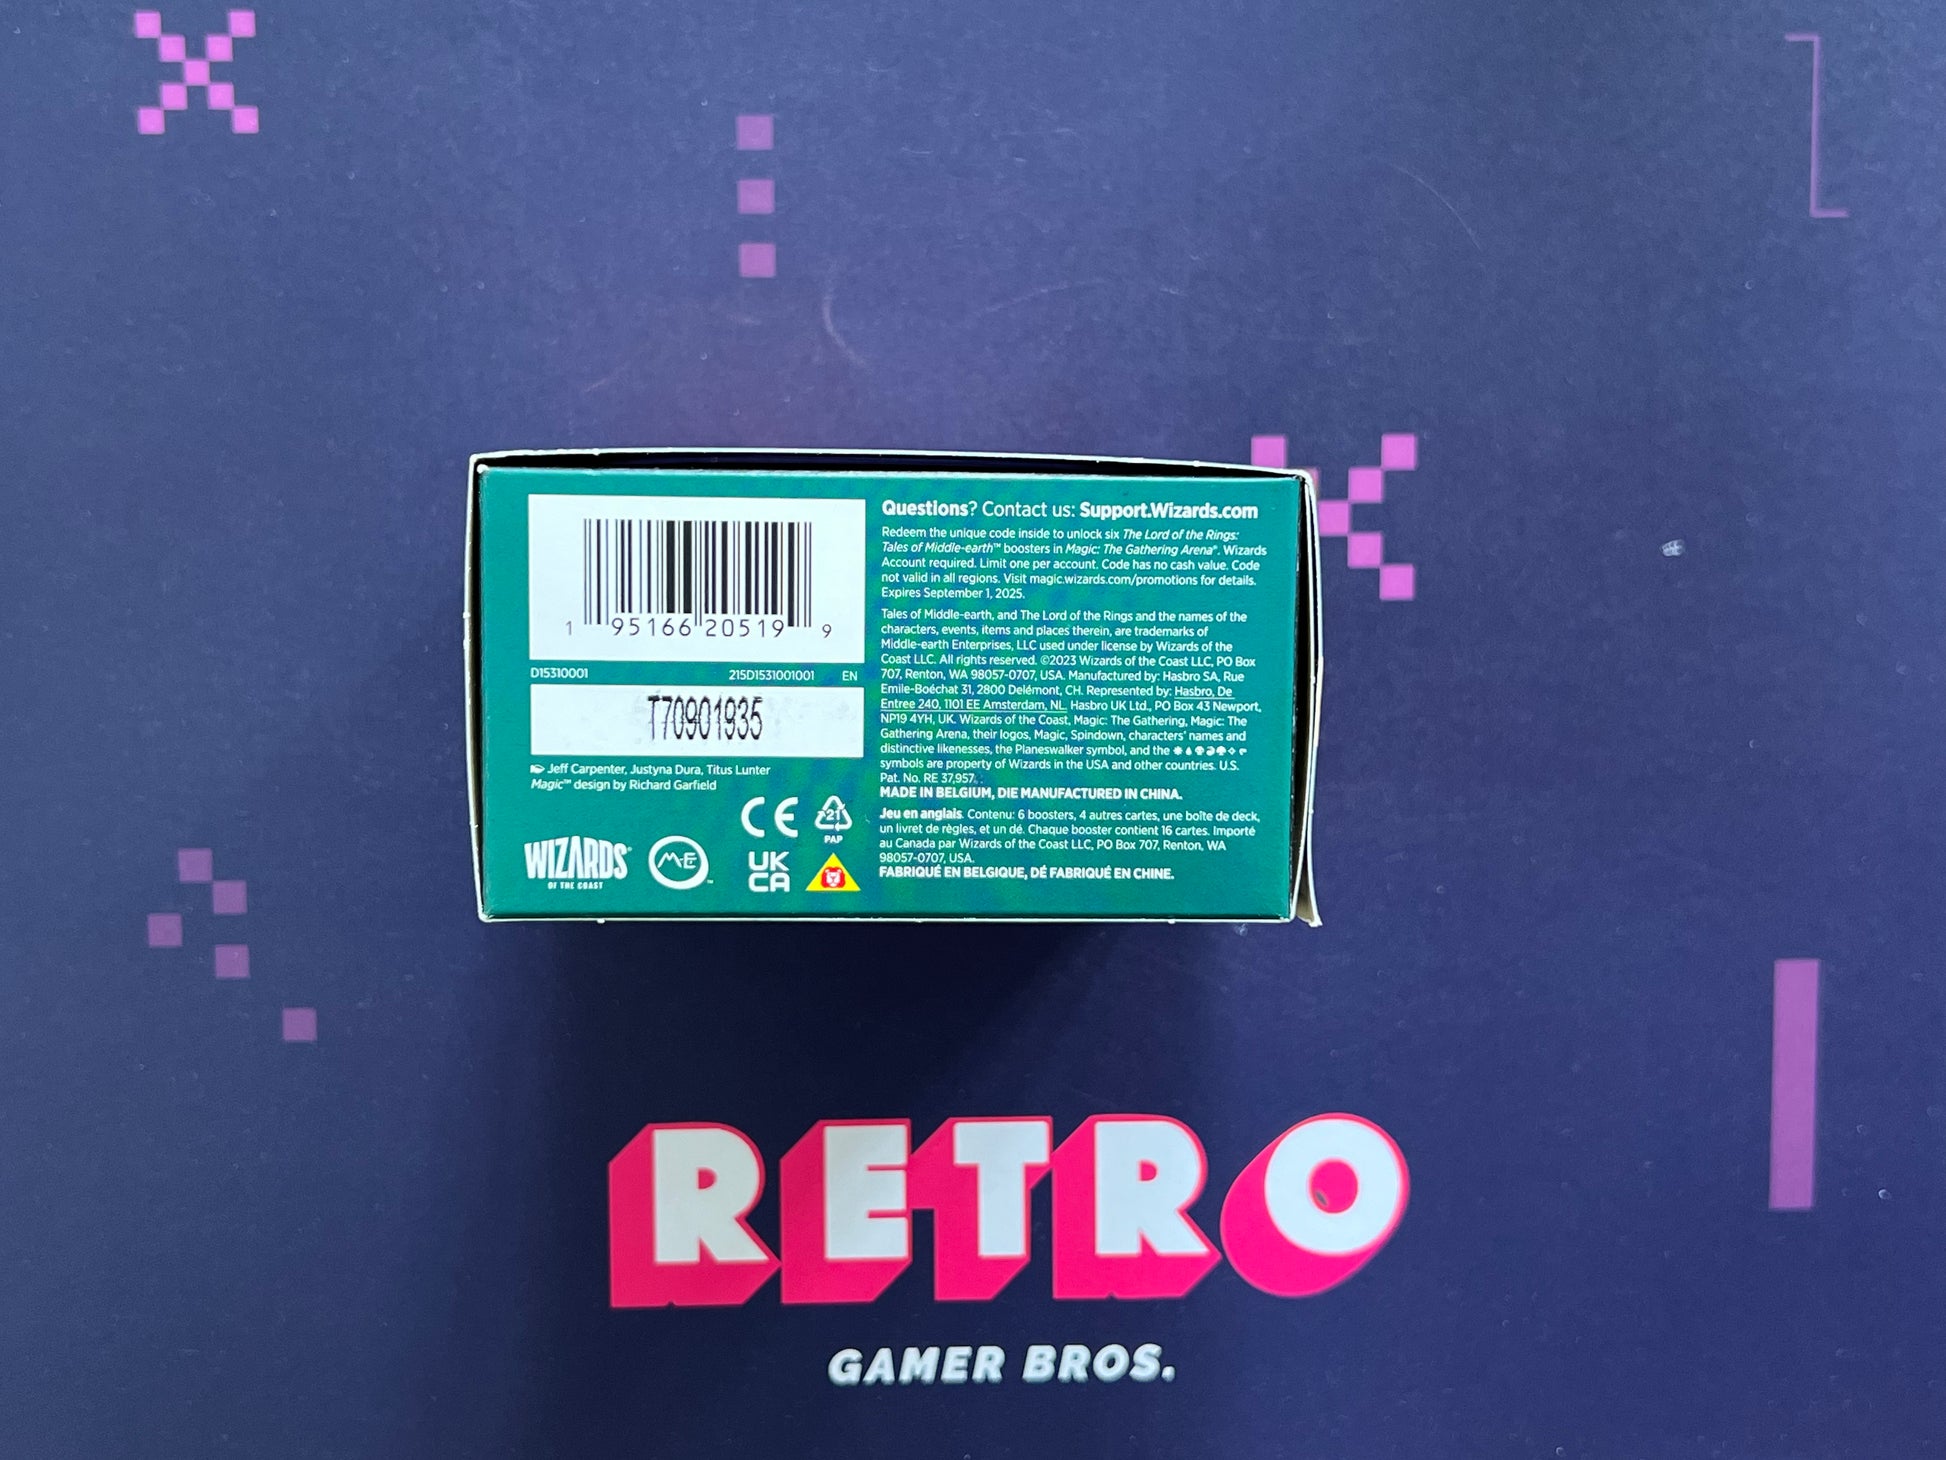 1 95166 20519 9
D15310001 215D1531001001 EN
T70901935
Jeff Carpenter, Justyna Dura, Titus Lunter
Magic™ design by Richard Garfield
CE 21
PAP
WIZARDS®
OF THE COAST
M-E ™
UK
CA
Questions? Contact us: Support.Wizards.com
Redeem the unique code inside to unlock six The Lord of the Rings:
Tales of Middle-earth™ boosters in Magic: The Gathering Arena®. Wizards
Account required. Limit one per account. Code has no cash value. Code
not valid in all regions. Visit magic.wizards.com/promotions for details.
Expires September 1, 2025.
Tales of Middle-earth, and The Lord of the Rings and the names of the
characters, events, items and places therein, are trademarks of
Middle-earth Enterprises, LLC used under license by Wizards of the
Coast LLC. All rights reserved. ©2023 Wizards of the Coast LLC, PO Box
707, Renton, WA 98057-0707, USA. Manufactured by: Hasbro SA, Rue
Emile-Boéchat 31, 2800 Delémont, CH. Represented by: Hasbro, De
Entree 240, 1101 EE Amsterdam, NL. Hasbro UK Ltd., PO Box 43 Newport,
NP19 4YH, UK. Wizards of the Coast, Magic: The Gathering, Magic: The
Gathering Arena, their logos, Magic, Spindown, characters' names and
distinctive likenesses, the Planeswalker symbol, and the
symbols are property of Wizards in the USA and other countries. U.S.
Pat. No. RE 37,957.
MADE IN BELGIUM, DIE MANUFACTURED IN CHINA.
Jeu en anglais. Contenu: 6 boosters, 4 autres cartes, une boîte de deck,
un livret de règles, et un dé. Chaque booster contient 16 cartes. Importé
au Canada par Wizards of the Coast LLC, PO Box 707, Renton, WA
98057-0707, USA.
FABRIQUÉ EN BELGIQUE, DÉ FABRIQUÉ EN CHINE.
RETRO
GAMER BROS.